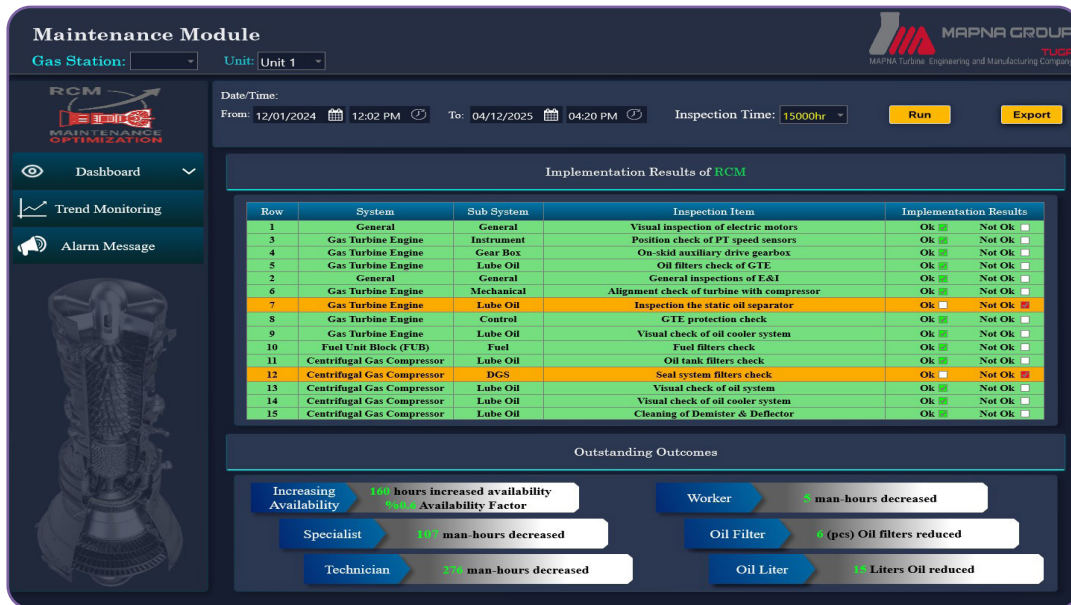 Maintenance Module
Gas Station:
Unit: Unit 1
MAPNA GROUP
TUGA
MAPNA Turbine Engineering and Manufacturing Company
RCM
MAINTENANCE
OPTIMIZATION
Dashboard
Trend Monitoring
Alarm Message
Date/Time:
From: 12/01/2024 12:02 PM To: 04/12/2025 04:20 PM Inspection Time: 15000hr Run Export
Implementation Results of RCM
Row System Sub System Inspection Item Implementation Results
1 General General Visual inspection of electric motors Ok Not Ok
3 Gas Turbine Engine Instrument Position check of PT speed sensors Ok Not Ok
4 Gas Turbine Engine Gear Box On-skid auxiliary drive gearbox Ok Not Ok
5 Gas Turbine Engine Lube Oil Oil filters check of GTE Ok Not Ok
2 General General General inspections of E&I Ok Not Ok
6 Gas Turbine Engine Mechanical Alignment check of turbine with compressor Ok Not Ok
7 Gas Turbine Engine Lube Oil Inspection the static oil separator Ok Not Ok
8 Gas Turbine Engine Control GTE protection check Ok Not Ok
9 Gas Turbine Engine Lube Oil Visual check of oil cooler system Ok Not Ok
10 Fuel Unit Block (FUB) Fuel Fuel filters check Ok Not Ok
11 Centrifugal Gas Compressor Lube Oil Oil tank filters check Ok Not Ok
12 Centrifugal Gas Compressor DGS Seal system filters check Ok Not Ok
13 Centrifugal Gas Compressor Lube Oil Visual check of oil system Ok Not Ok
14 Centrifugal Gas Compressor Lube Oil Visual check of oil cooler system Ok Not Ok
15 Centrifugal Gas Compressor Lube Oil Cleaning of Demister & Deflector Ok Not Ok
Outstanding Outcomes
Increasing
Availability
160 hours increased availability
%0.6 Availability Factor
Worker 5 man-hours decreased
Specialist 107 man-hours decreased
Oil Filter 6 (pcs) Oil filters reduced
Technician 276 man-hours decreased
Oil Liter 15 Liters Oil reduced